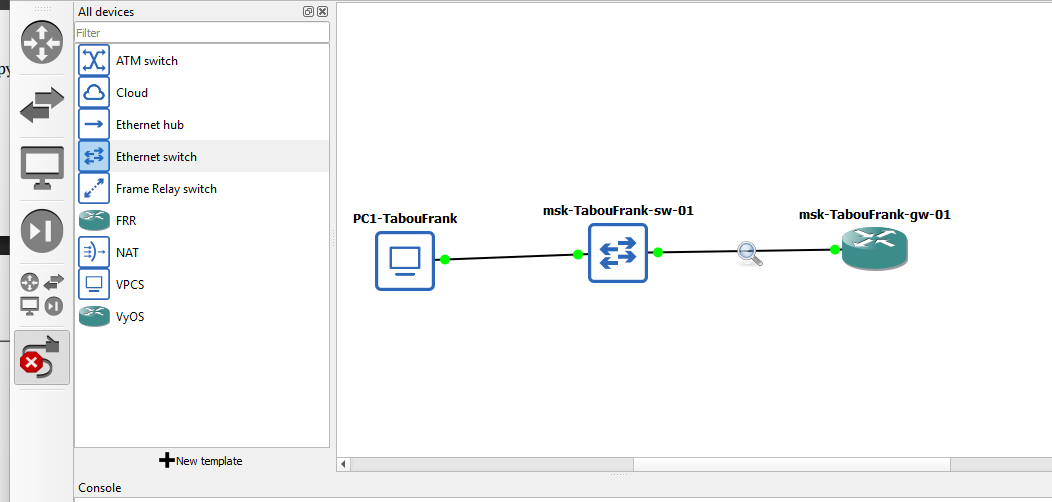 All devices
Filter
py
ATM switch
Cloud
Ethernet hub
Ethernet switch
Frame Relay switch
FRR
NAT
VPCS
VyOS
New template
Console
PC1-TabouFrank
msk-TabouFrank-sw-01
msk-TabouFrank-gw-01